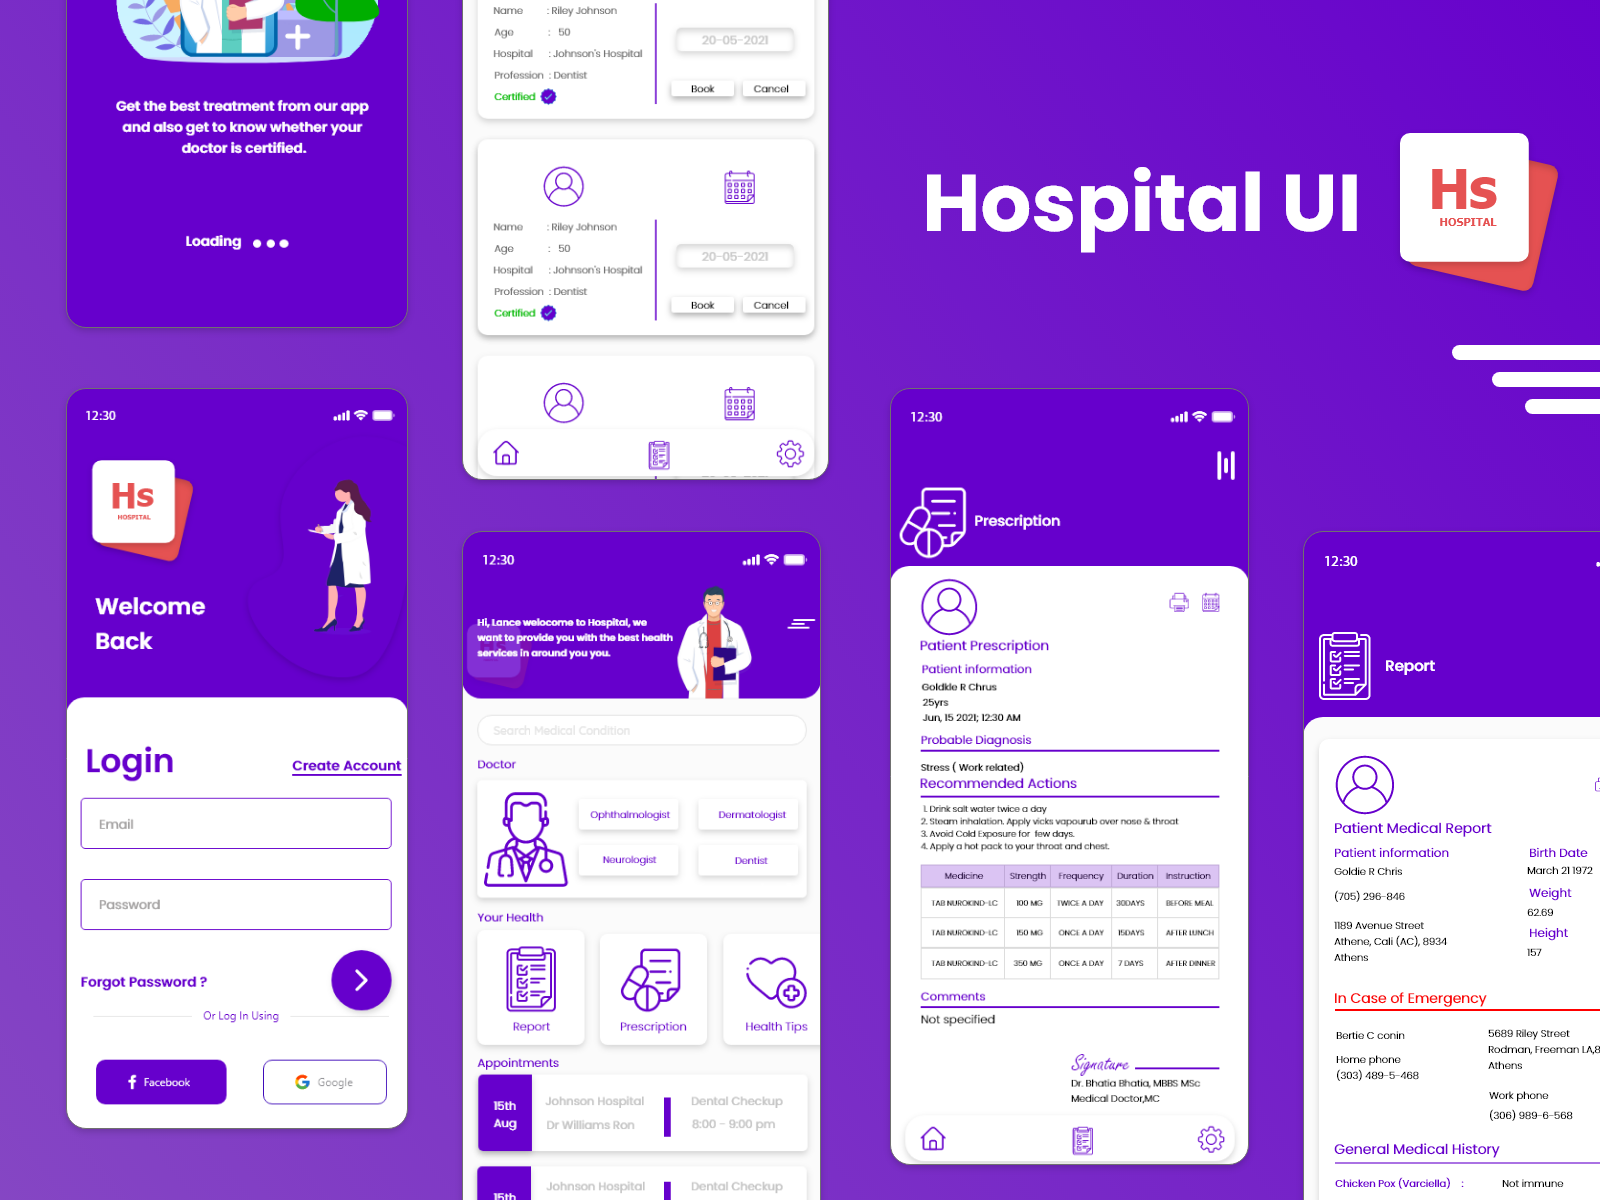 Get the best treatment from our app
and also get to know whether your
doctor is certified.
Loading
12:30
Hs
HOSPITAL
Welcome
Back
Login
Create Account
Email
Password
Forgot Password ?
Or Log In Using
Facebook
Google
Name : Riley Johnson
Age : 50
Hospital : Johnson's Hospital
Profession : Dentist
Certified
20-05-2021
Book Cancel
Name : Riley Johnson
Age : 50
Hospital : Johnson's Hospital
Profession : Dentist
Certified
20-05-2021
Book Cancel
12:30
Hi, Lance welocome to Hospital, we
want to provide you with the best health
services in around you you.
Search Medical Condition
Doctor
Ophthalmologist Dermatologist
Neurologist Dentist
Your Health
Report Prescription Health Tips
Appointments
15th
Aug
Johnson Hospital Dental Checkup
Dr Williams Ron 8:00 - 9:00 pm
15th
Johnson Hospital Dental Checkup
Hospital UI
Hs
HOSPITAL
12:30
Prescription
Patient Prescription
Patient information
Goldkle R Chrus
25yrs
Jun, 15 2021; 12:30 AM
Probable Diagnosis
Stress ( Work related)
Recommended Actions
1. Drink salt water twice a day
2. Steam inhalation. Apply vicks vapourub over nose & throat
3. Avoid Cold Exposure for few days.
4. Apply a hot pack to your throat and chest.
Medicine Strength Frequency Duration Instruction
TAB NUROKIND-LC 100 MG TWICE A DAY 30DAYS BEFORE MEAL
TAB NUROKIND-LC 150 MG ONCE A DAY 15DAYS AFTER LUNCH
TAB NUROKIND-LC 350 MG ONCE A DAY 7 DAYS AFTER DINNER
Comments
Not specified
Signature
Dr. Bhatia Bhatia, MBBS MSc
Medical Doctor,MC
12:30
Report
Patient Medical Report
Patient information
Goldie R Chris
(705) 296-846
1189 Avenue Street
Athene, Cali (AC), 8934
Athens
Birth Date
March 21 1972
Weight
62.69
Height
157
In Case of Emergency
Bertie C conin
Home phone
(303) 489-5-468
5689 Riley Street
Rodman, Freeman LA,8
Athens
Work phone
(306) 989-6-568
General Medical History
Chicken Pox (Varciella) : Not immune